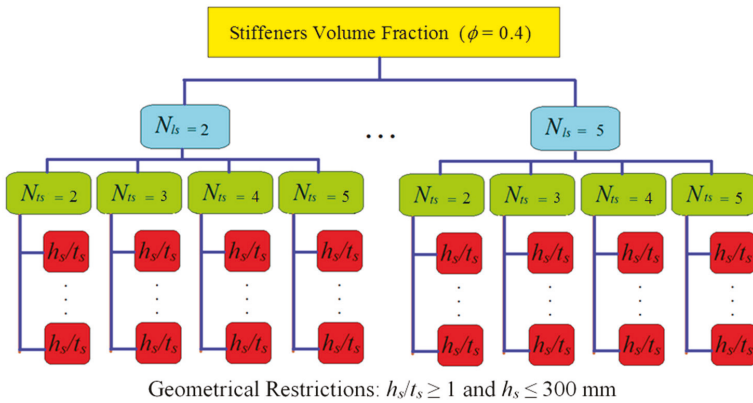 Stiffeners Volume Fraction (ϕ = 0.4)
N_ls = 2 ... N_ls = 5
N_ts = 2 N_ts = 3 N_ts = 4 N_ts = 5 N_ts = 2 N_ts = 3 N_ts = 4 N_ts = 5
h_s/t_s h_s/t_s h_s/t_s h_s/t_s h_s/t_s h_s/t_s h_s/t_s h_s/t_s
h_s/t_s h_s/t_s h_s/t_s h_s/t_s h_s/t_s h_s/t_s h_s/t_s h_s/t_s
Geometrical Restrictions: h_s/t_s ≥ 1 and h_s ≤ 300 mm